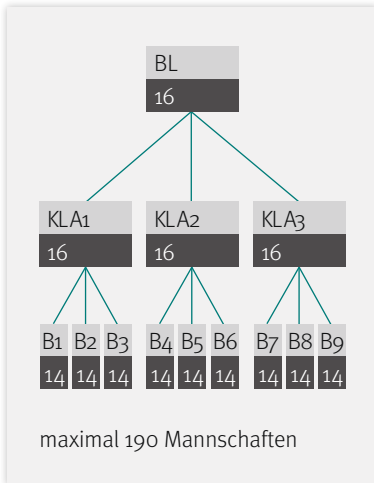 BL
16
KLA1 KLA2 KLA3
16 16 16
B1 B2 B3 B4 B5 B6 B7 B8 B9
14 14 14 14 14 14 14 14 14
maximal 190 Mannschaften